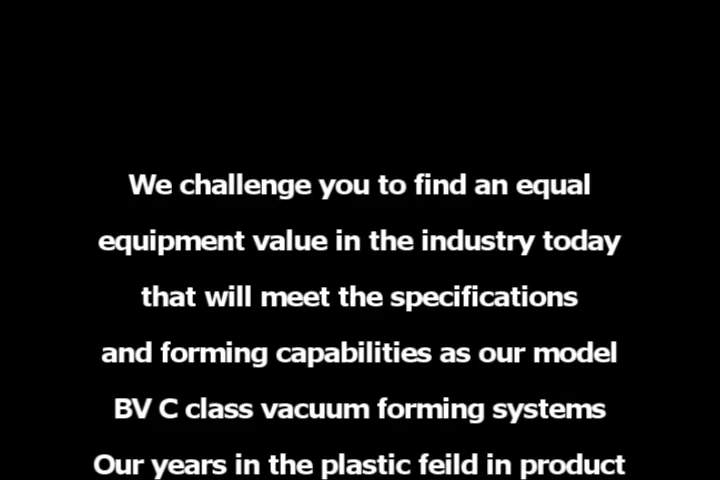 We challenge you to find an equal
equipment value in the industry today
that will meet the specifications
and forming capabilities as our model
BV C class vacuum forming systems
Our years in the plastic feild in product